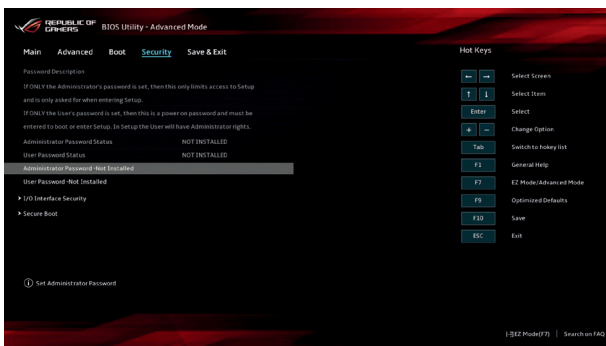 REPUBLIC OF
GAMERS
BIOS Utility - Advanced Mode
Main Advanced Boot Security Save & Exit
Password Description
If ONLY the Administrator's password is set, then this only limits access to Setup
and is only asked for when entering Setup.
If ONLY the User's password is set, then this is a power on password and must be
entered to boot or enter Setup. In Setup the User will have Administrator rights.
Administrator Password Status NOT INSTALLED
User Password Status NOT INSTALLED
Administrator Password -Not Installed
User Password -Not Installed
> I/O Interface Security
> Secure Boot
i Set Administrator Password
Hot Keys
← → Select Screen
↑ ↓ Select Item
Enter Select
+ - Change Option
Tab Switch to hokey list
F1 General Help
F7 EZ Mode/Advanced Mode
F9 Optimized Defaults
F10 Save
ESC Exit
EZ Mode(F7) | Search on FAQ